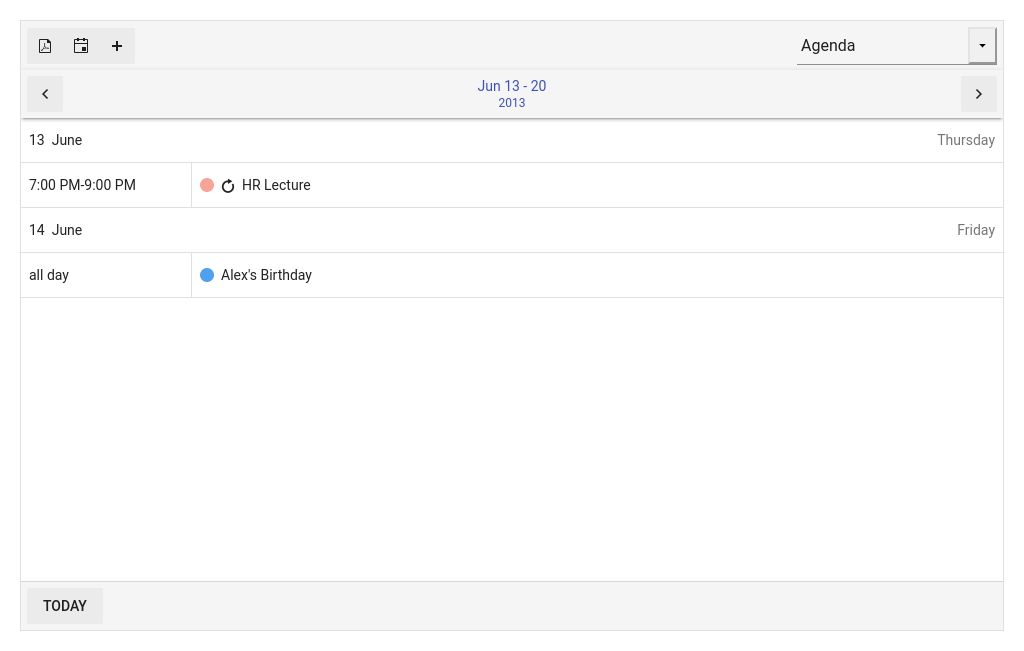 Agenda
Jun 13 - 20
2013
13 June Thursday
7:00 PM-9:00 PM HR Lecture
14 June Friday
all day Alex's Birthday
TODAY